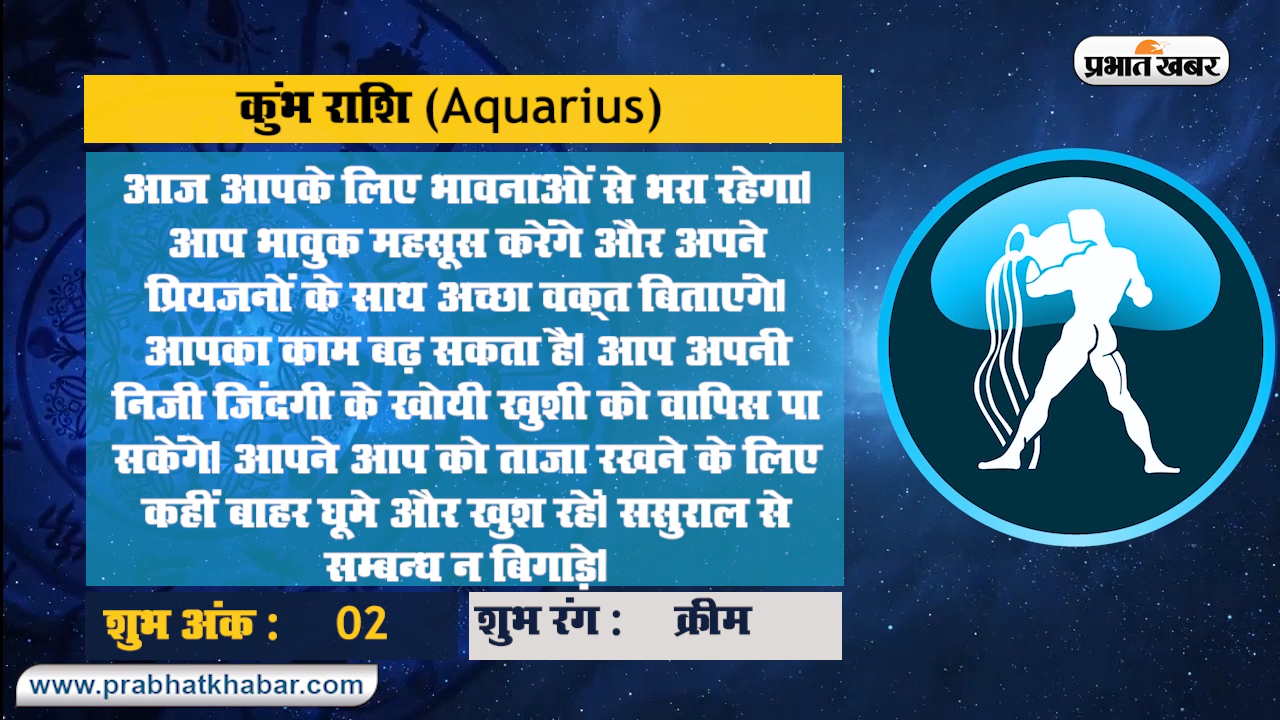 प्रभात खबर
कुंभ राशि (Aquarius)
आज आपके लिए भावनाओं से भरा रहेगा।
आप भावुक महसूस करेंगे और अपने
प्रियजनों के साथ अच्छा वक्त बिताएंगे।
आपका काम बढ़ सकता है। आप अपनी
निजी जिंदगी के खोयी खुशी को वापिस पा
सकेंगे। आपने आप को ताजा रखने के लिए
कहीं बाहर घूमे और खुश रहें। ससुराल से
सम्बन्ध न बिगाड़े।
शुभ अंक : 02
शुभ रंग : क्रीम
www.prabhatkhabar.com